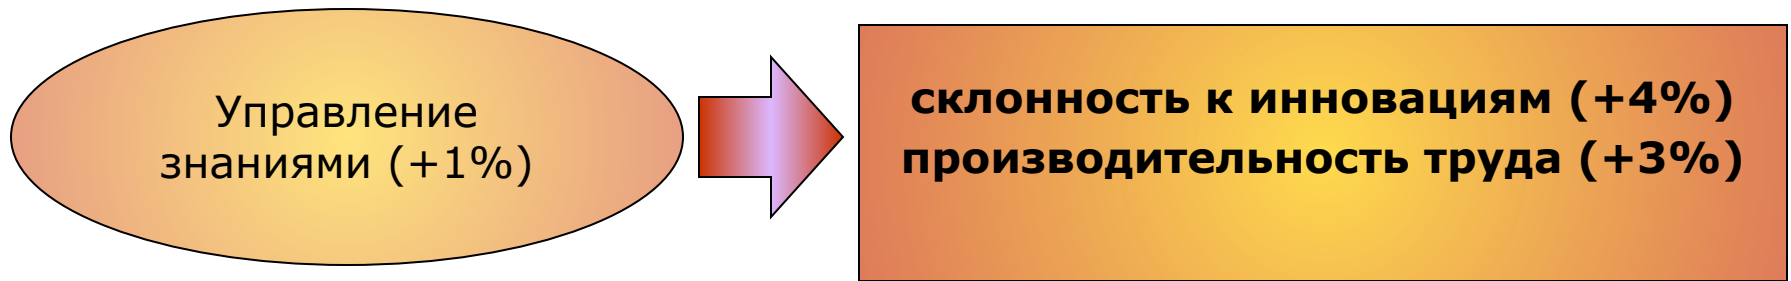 Управление
знаниями (+1%)
склонность к инновациям (+4%)
производительность труда (+3%)